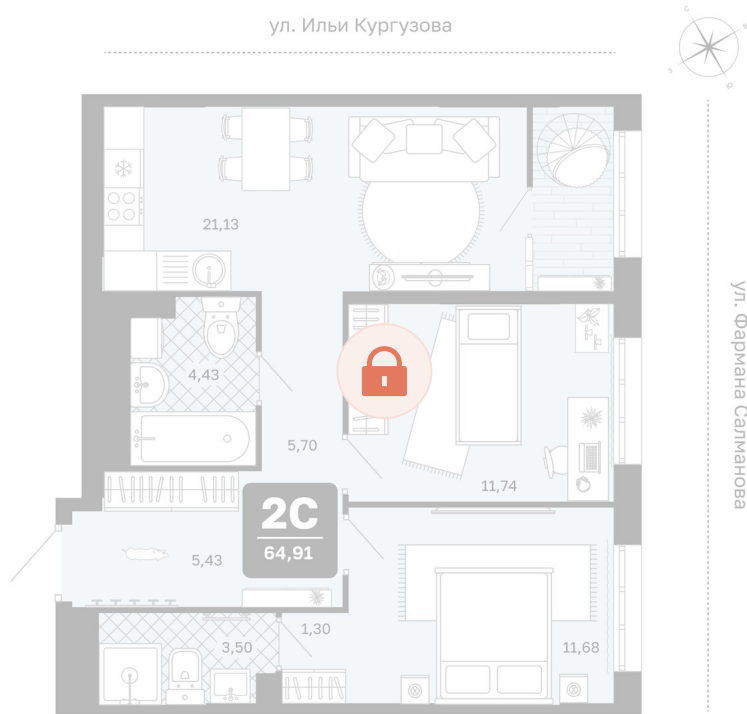 ул. Ильи Кургузова
С
В
З
Ю
21,13
ул. Фармана Салманова
4,43
5,70
11,74
2С
64,91
5,43
1,30
3,50
11,68